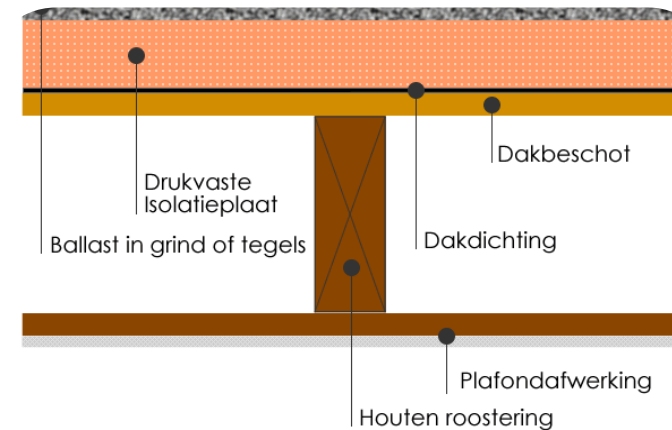 Dakbeschot
Drukvaste
Isolatieplaat
Dakdichting
Ballast in grind of tegels
Plafondafwerking
Houten roostering